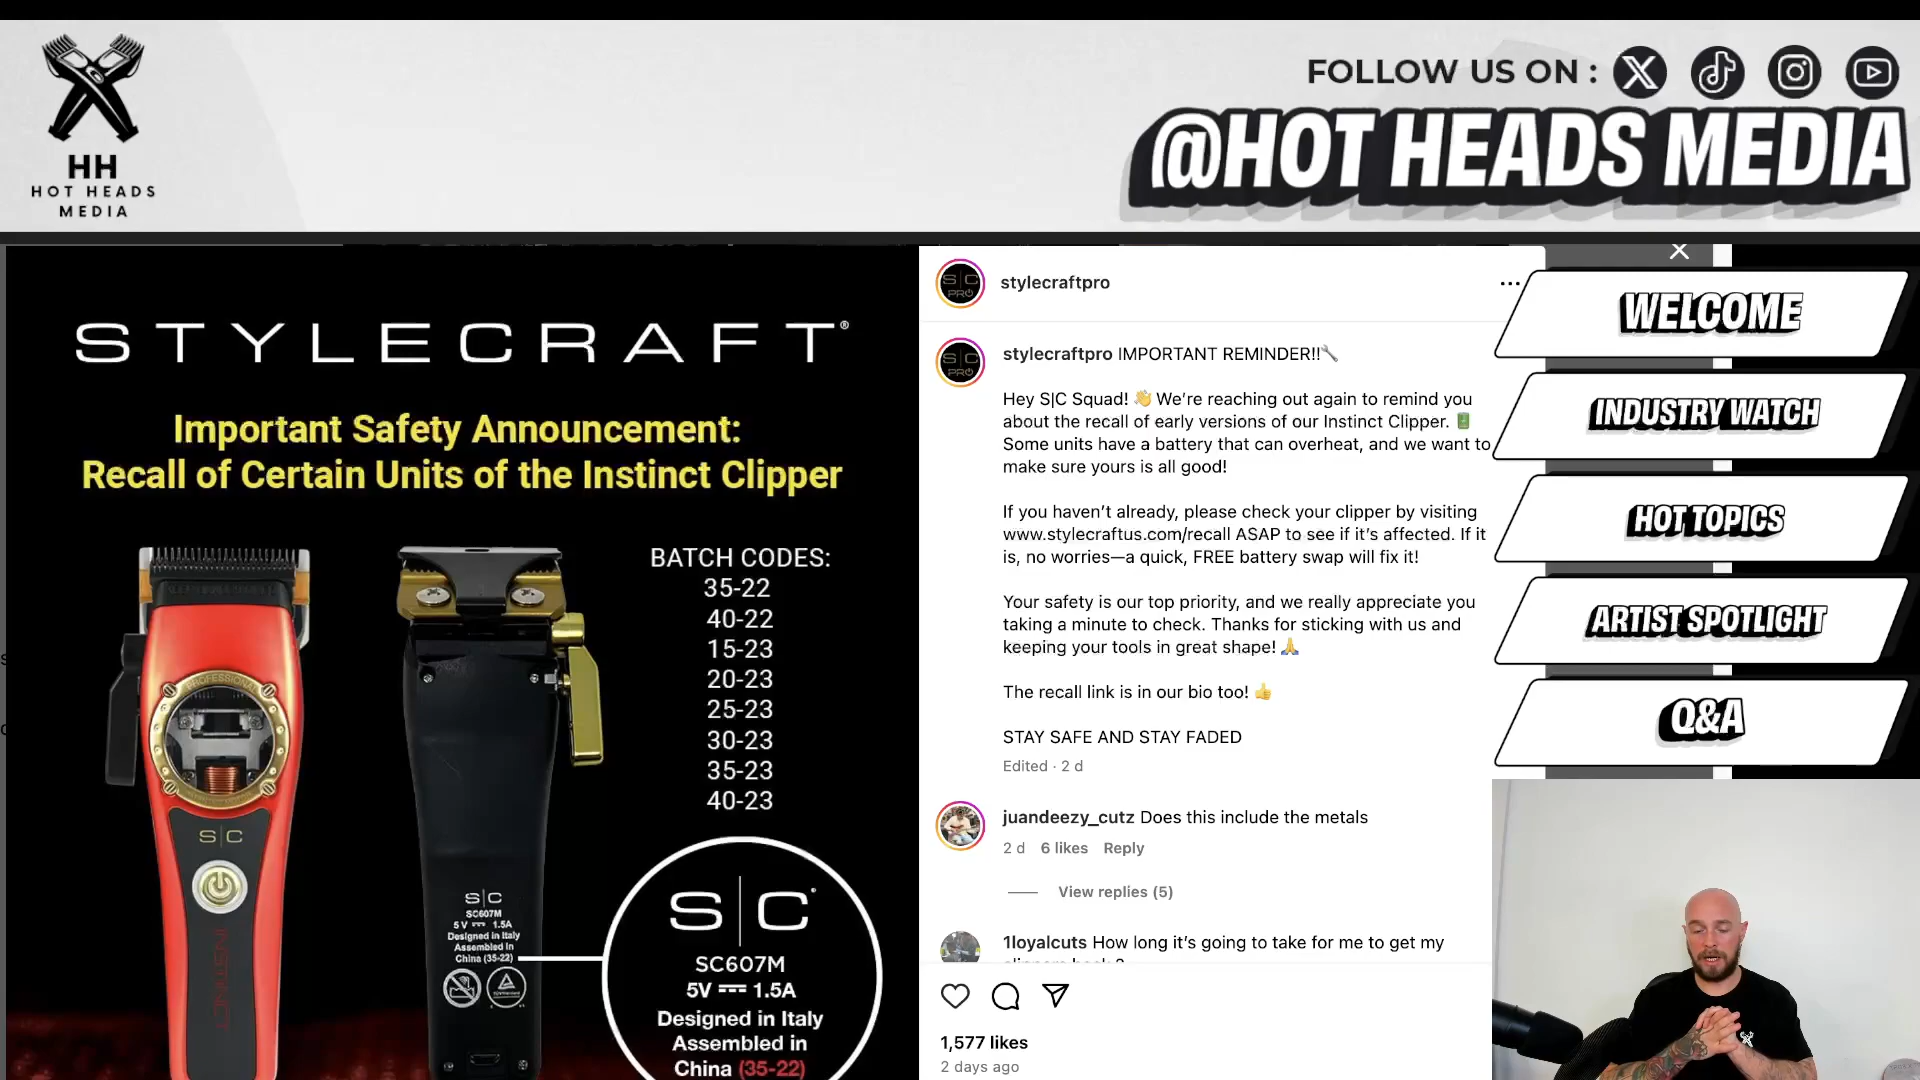 FOLLOW US ON :
@HOT HEADS MEDIA
HH
HOT HEADS
MEDIA
STYLECRAFT®
Important Safety Announcement:
Recall of Certain Units of the Instinct Clipper
BATCH CODES:
35-22
40-22
15-23
20-23
25-23
30-23
35-23
40-23
PROFESSIONAL
S|C
INSTINCT
S|C
SC607M
5V ⎓ 1.5A
Designed in Italy
Assembled in
China (35-22)
S|C
SC607M
5V ⎓ 1.5A
Designed in Italy
Assembled in
China (35-22)
S|C
PRO
stylecraftpro
...
S|C
PRO
stylecraftpro IMPORTANT REMINDER!!🔧
Hey S|C Squad! 👋 We're reaching out again to remind you
about the recall of early versions of our Instinct Clipper. 🔋
Some units have a battery that can overheat, and we want to
make sure yours is all good!
If you haven't already, please check your clipper by visiting
www.stylecraftus.com/recall ASAP to see if it's affected. If it
is, no worries—a quick, FREE battery swap will fix it!
Your safety is our top priority, and we really appreciate you
taking a minute to check. Thanks for sticking with us and
keeping your tools in great shape! 🙏
The recall link is in our bio too! 👍
STAY SAFE AND STAY FADED
Edited · 2 d
juandeezy_cutz Does this include the metals
2 d 6 likes Reply
View replies (5)
1loyalcuts How long it's going to take for me to get my
1,577 likes
2 days ago
WELCOME
INDUSTRY WATCH
HOT TOPICS
ARTIST SPOTLIGHT
Q&A